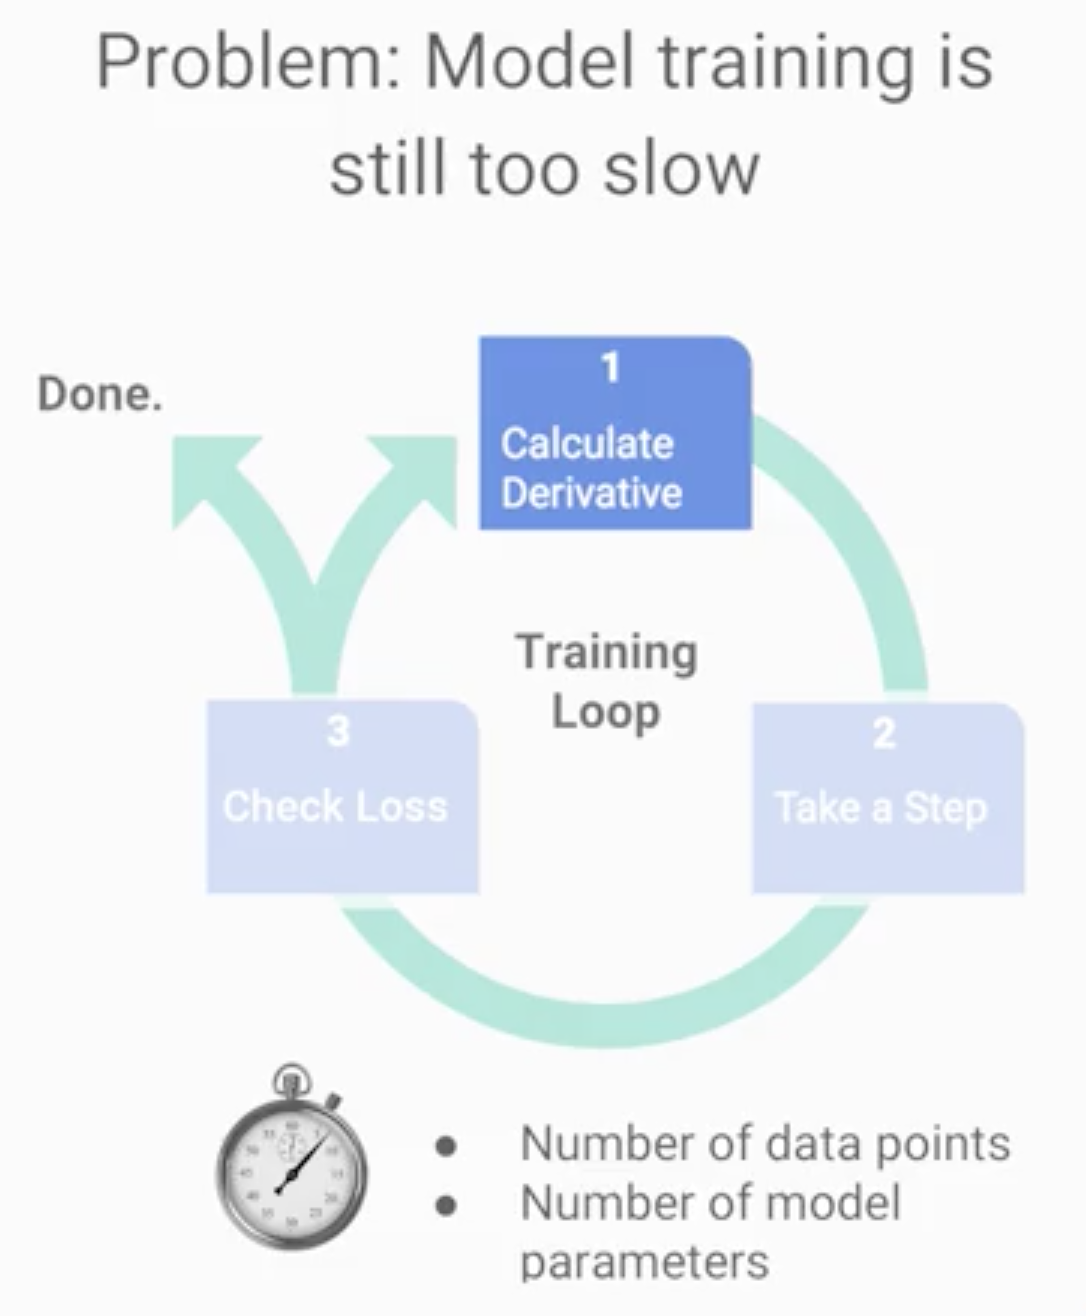 Problem: Model training is
still too slow
Done.
1
Calculate
Derivative
Training
Loop
3
Check Loss
2
Take a Step
• Number of data points
• Number of model
parameters